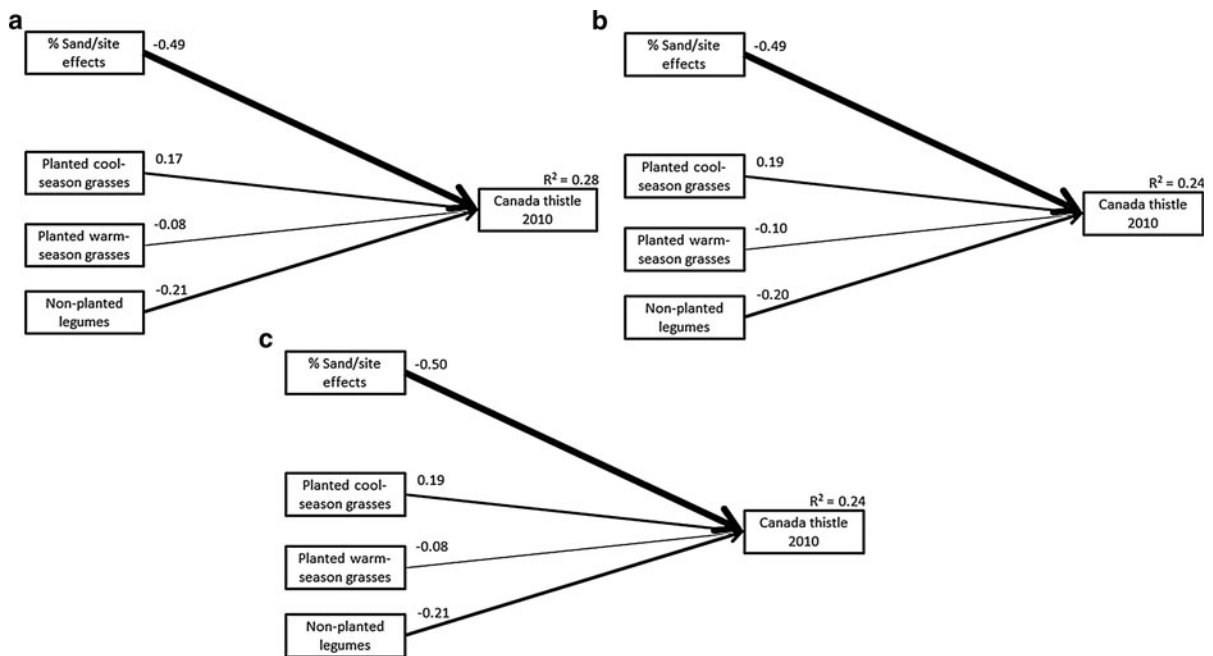 a
% Sand/site
effects
-0.49
Planted cool-
season grasses
0.17
Planted warm-
season grasses
-0.08
Non-planted
legumes
-0.21
R² = 0.28
Canada thistle
2010
b
% Sand/site
effects
-0.49
Planted cool-
season grasses
0.19
Planted warm-
season grasses
-0.10
Non-planted
legumes
-0.20
R² = 0.24
Canada thistle
2010
c
% Sand/site
effects
-0.50
Planted cool-
season grasses
0.19
Planted warm-
season grasses
-0.08
Non-planted
legumes
-0.21
R² = 0.24
Canada thistle
2010